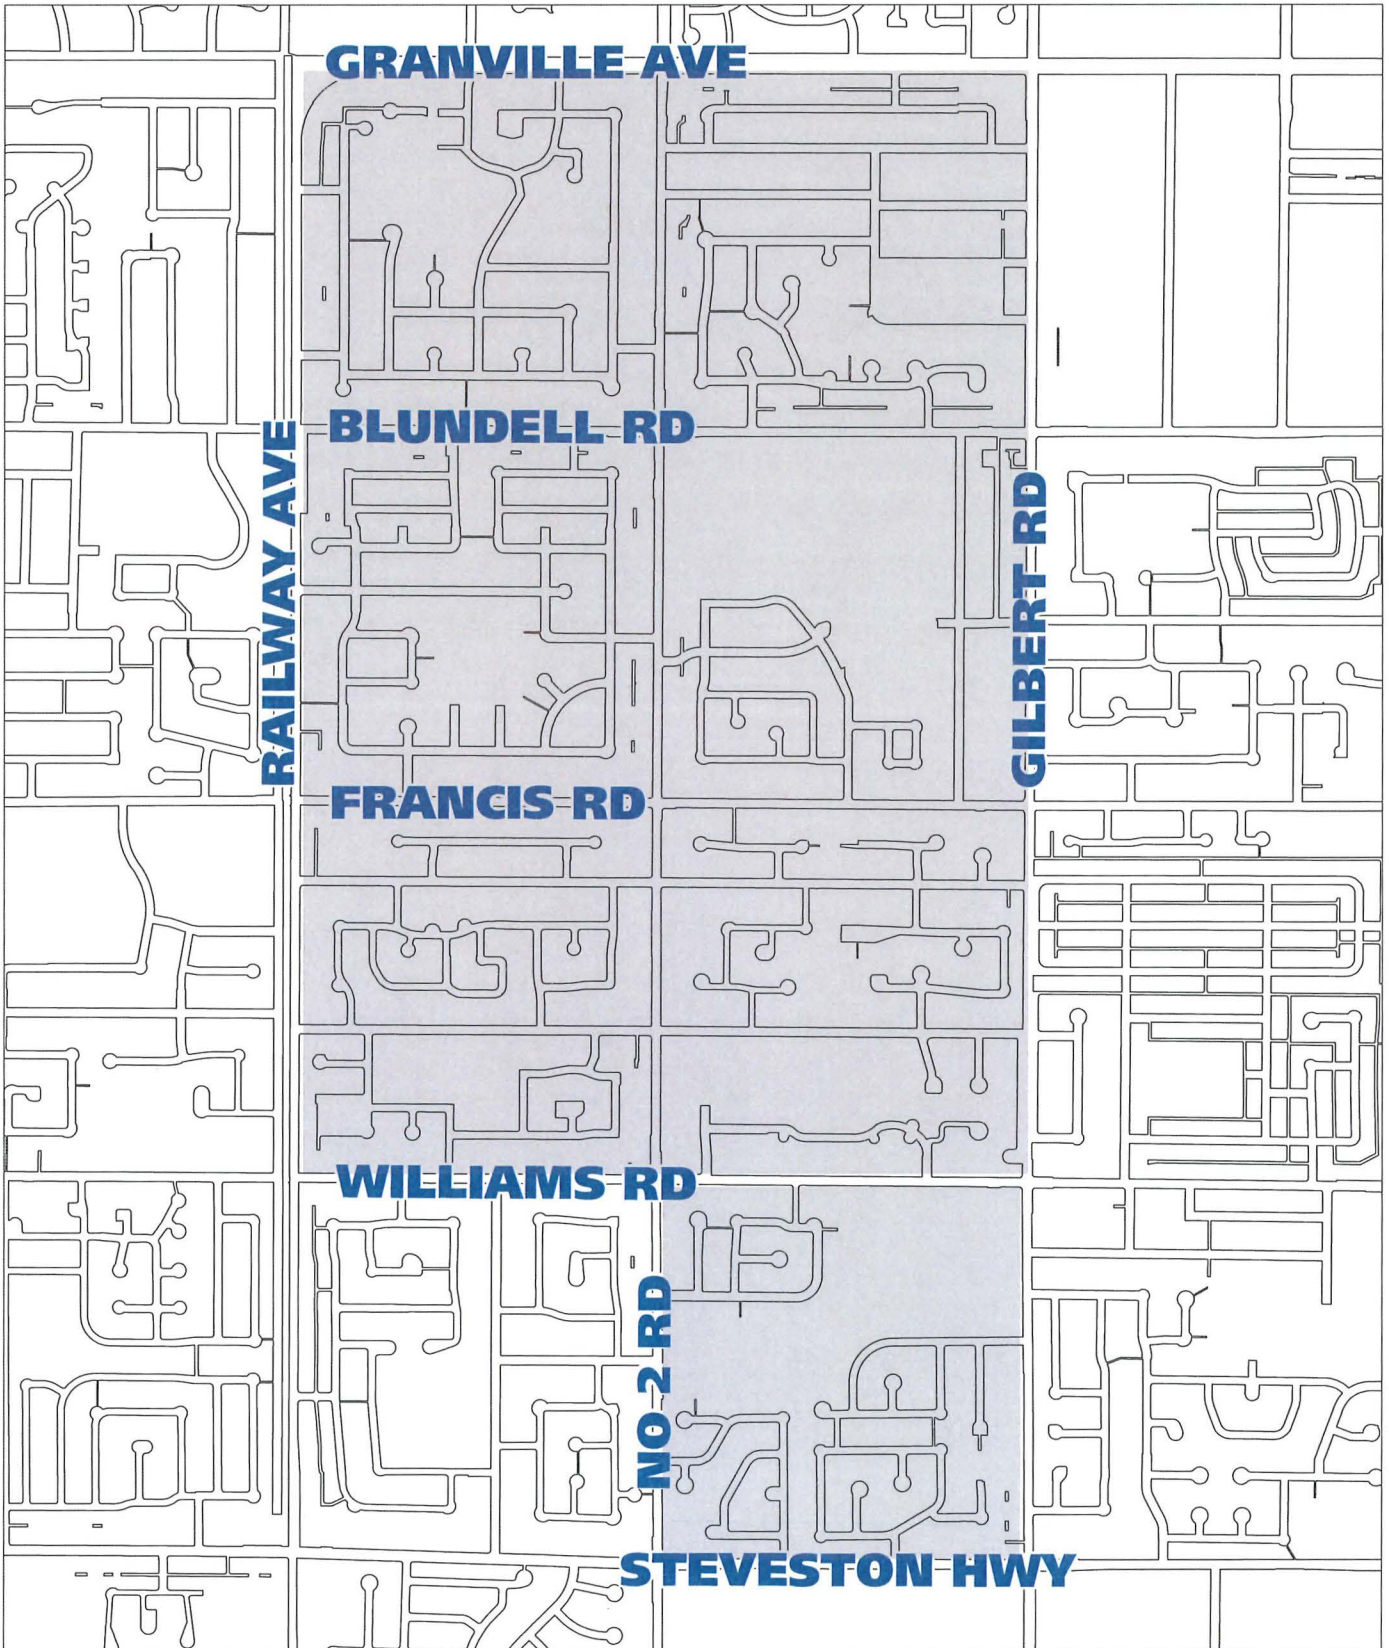 GRANVILLE AVE
BLUNDELL RD
RAILWAY AVE
GILBERT RD
FRANCIS RD
WILLIAMS RD
NO 2 RD
STEVESTON HWY